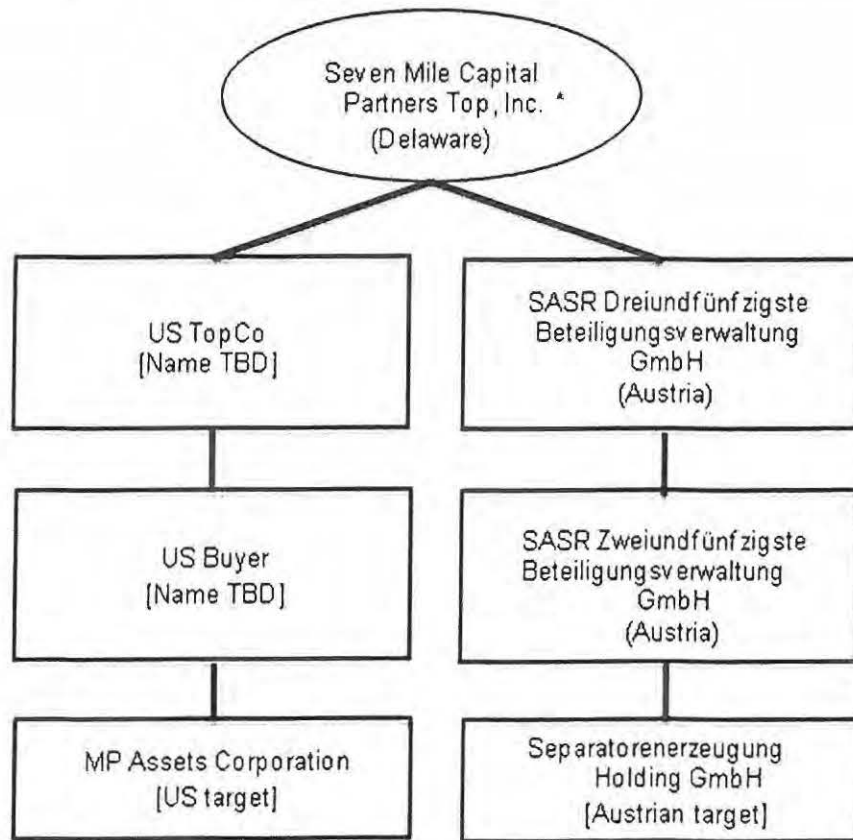 Seven Mile Capital
Partners Top, Inc. *
(Delaware)
US TopCo
[Name TBD]
SASR Dreiundfünfzigste
Beteiligungsverwaltung
GmbH
(Austria)
US Buyer
[Name TBD]
SASR Zweiundfünfzigste
Beteiligungsverwaltung
GmbH
(Austria)
MP Assets Corporation
[US target]
Separatorenerzeugung
Holding GmbH
[Austrian target]